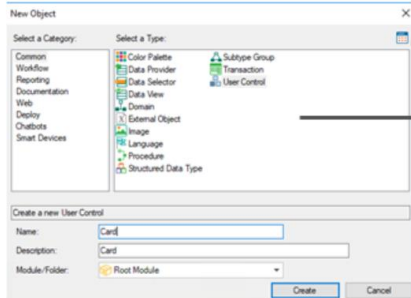 New Object
Select a Category:
Select a Type:
Common
Workflow
Reporting
Documentation
Web
Deploy
Chatbots
Smart Devices
Color Palette
Data Provider
Data Selector
Data View
Domain
External Object
Image
Language
Procedure
Structured Data Type
Subtype Group
Transaction
User Control
Create a new User Control
Name:
Card
Description:
Card
Module/Folder:
Root Module
Create
Cancel